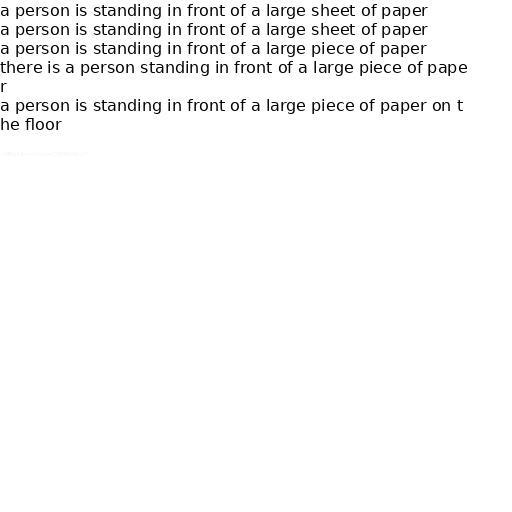 a person is standing in front of a large sheet of paper
a person is standing in front of a large sheet of paper
a person is standing in front of a large piece of paper
there is a person standing in front of a large piece of pape
r
a person is standing in front of a large piece of paper on t
he floor